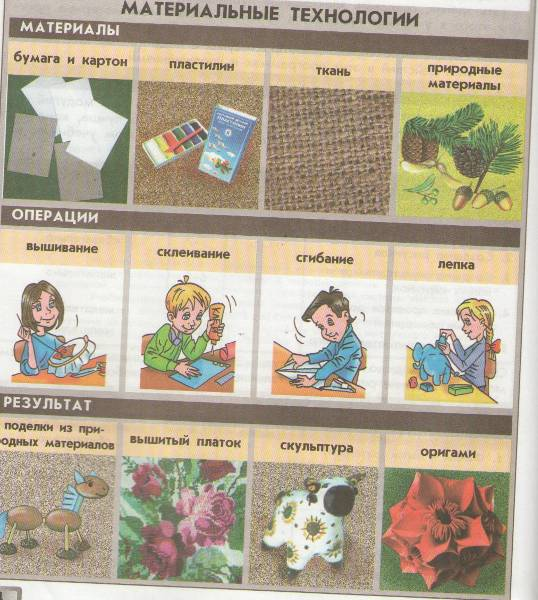 МАТЕРИАЛЬНЫЕ ТЕХНОЛОГИИ
МАТЕРИАЛЫ
бумага и картон
пластилин
ткань
природные
материалы
ОПЕРАЦИИ
вышивание
склеивание
сгибание
лепка
РЕЗУЛЬТАТ
поделки из при-
родных материалов
вышитый платок
скульптура
оригами